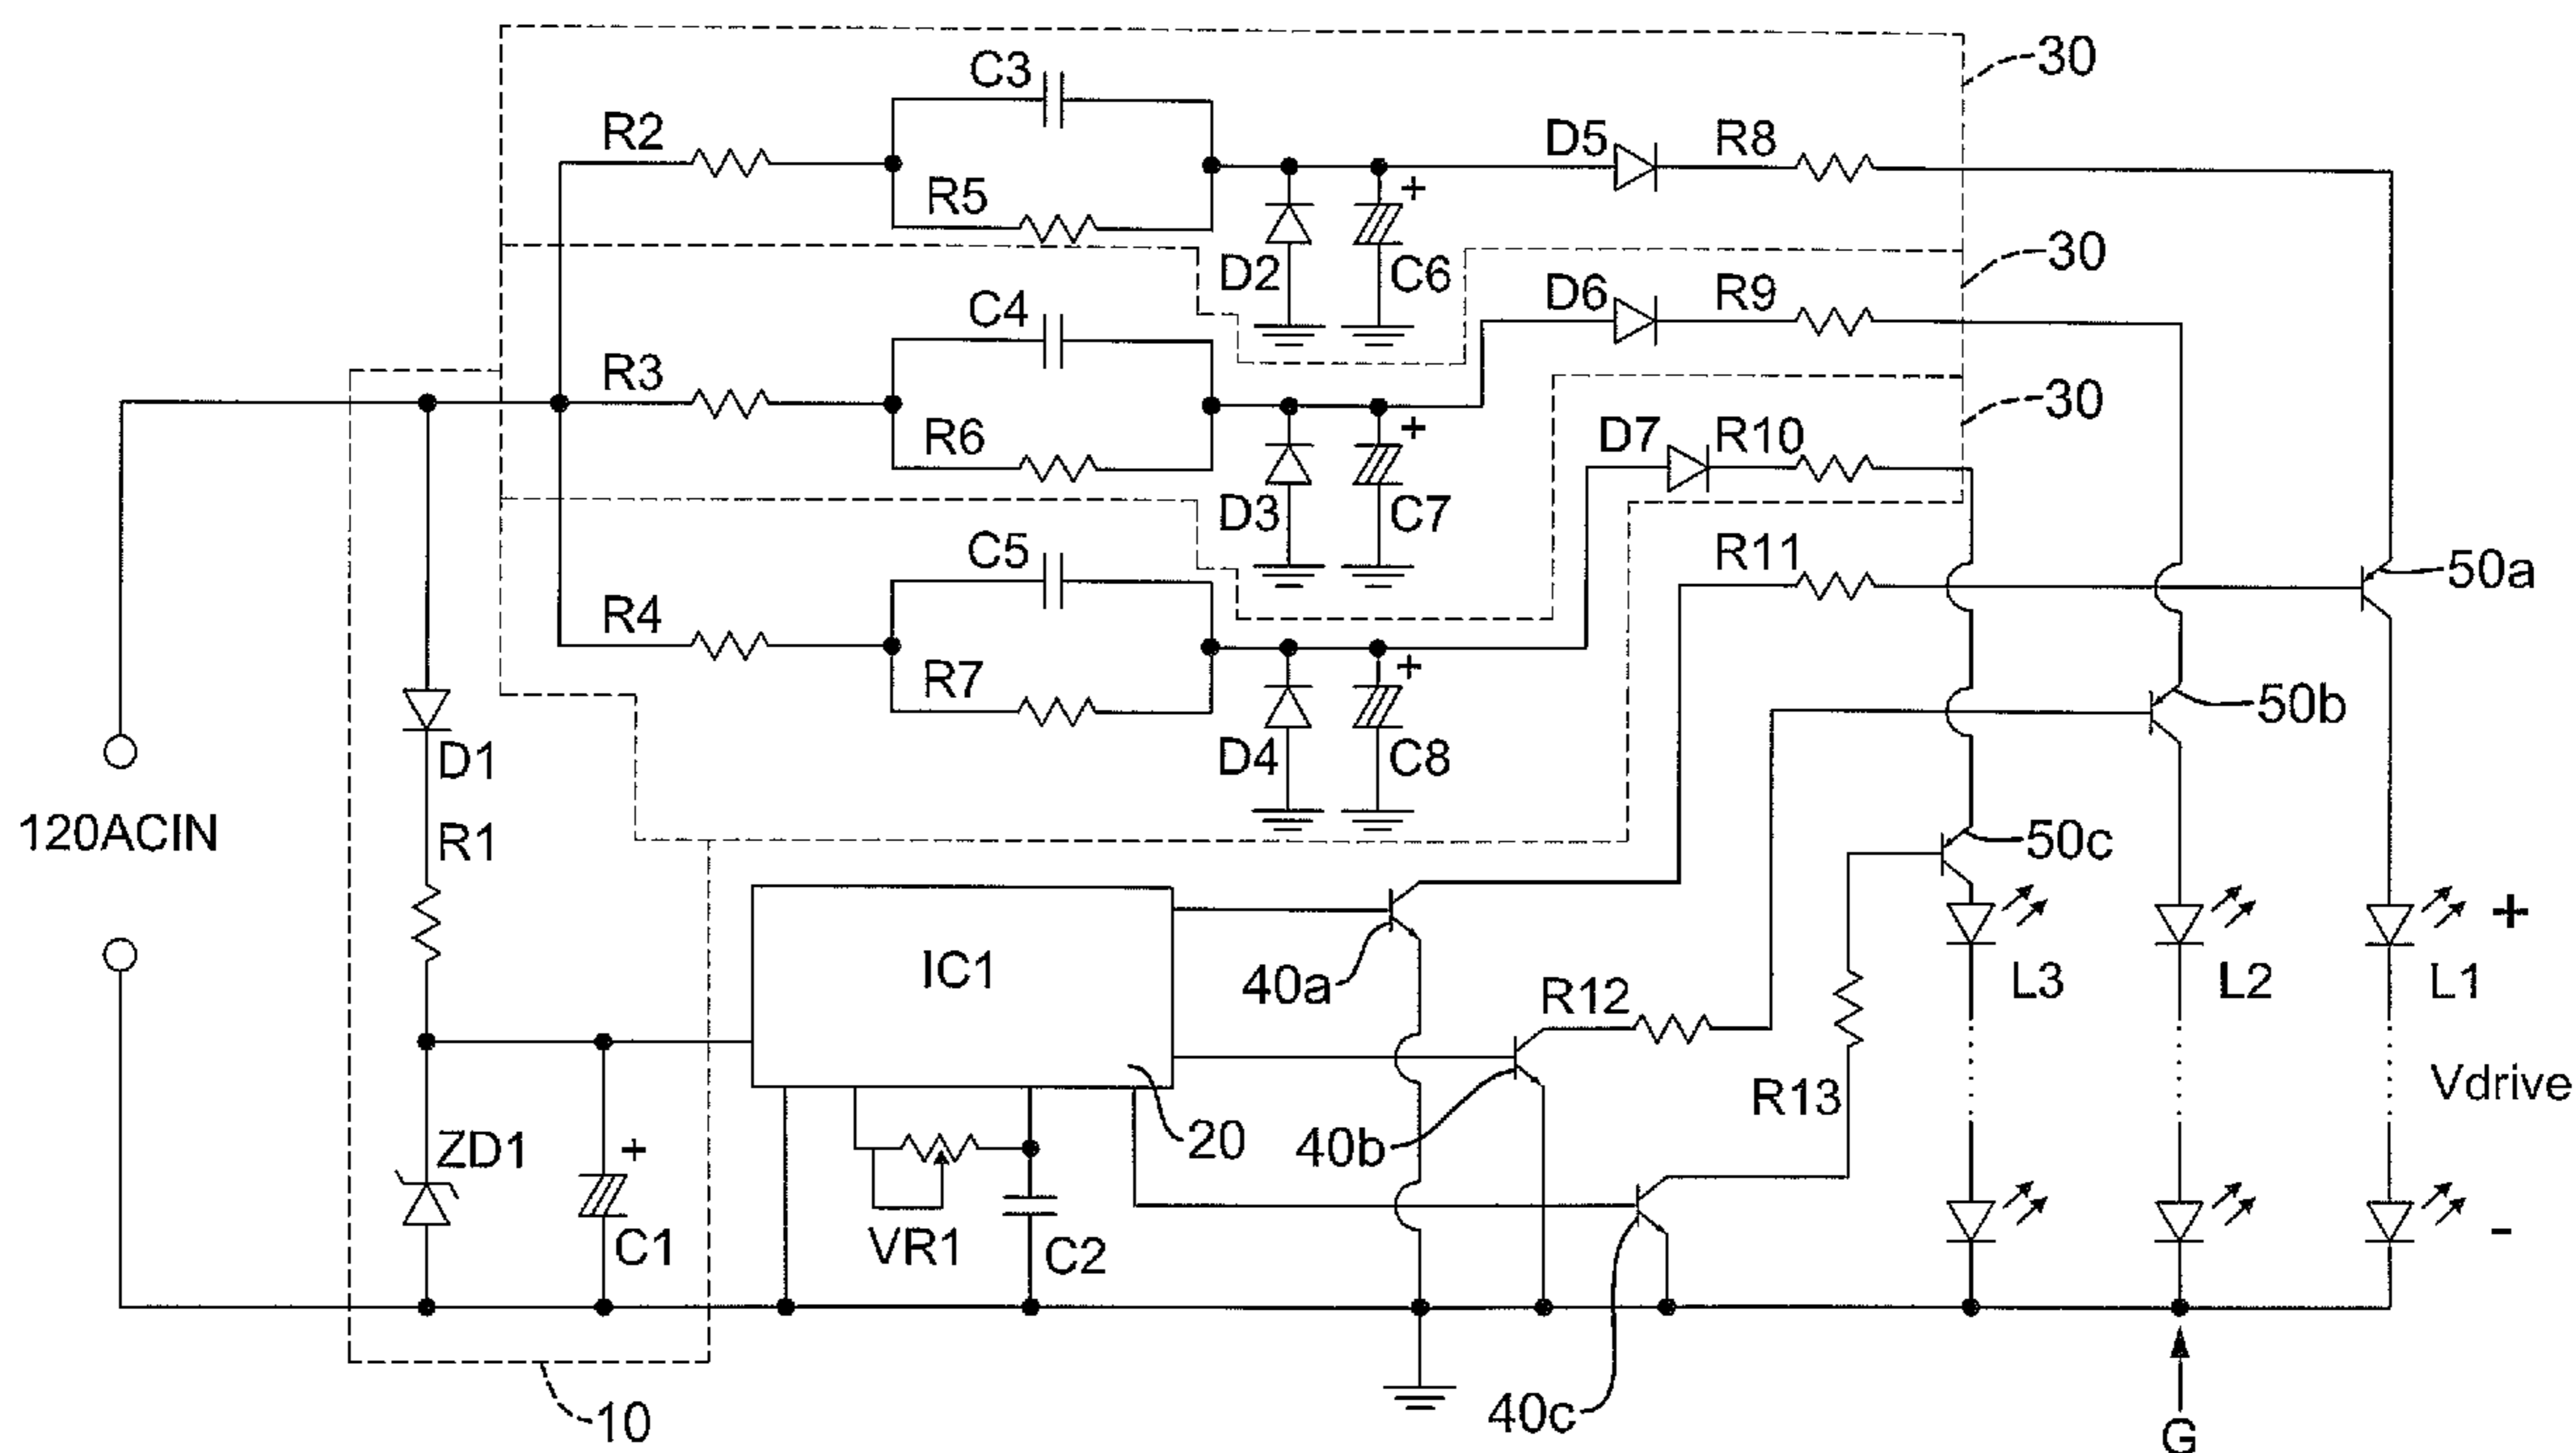 C3
30
R2
D5
R8
R5
+
D2
C6
30
C4
D6
R9
R3
30
R6
+
D7
R10
D3
C7
C5
R11
50a
R4
+
R7
50b
D1
D4
C8
120ACIN
R1
50c
+
IC1
40a
R12
L3
L2
L1
Vdrive
R13
ZD1
+
20
40b
VR1
C2
C1
-
40c
10
G